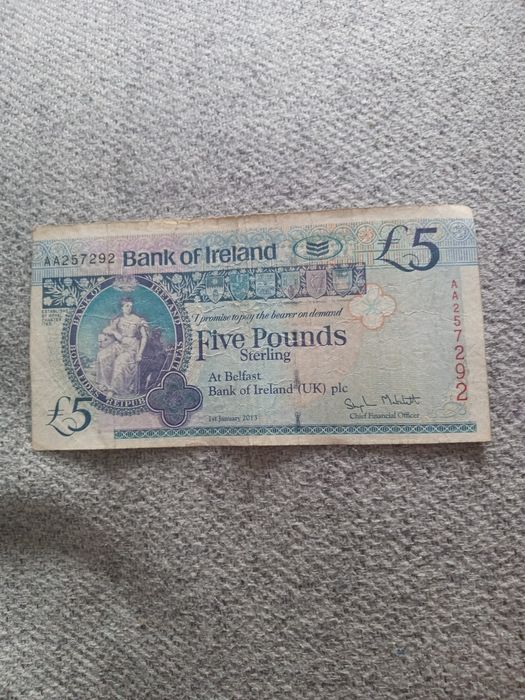 AA257292 Bank of Ireland £5
I promise to pay the bearer on demand
Five Pounds
Sterling
At Belfast
Bank of Ireland (UK) plc
1st January 2013
Chief Financial Officer
£5
AA257292